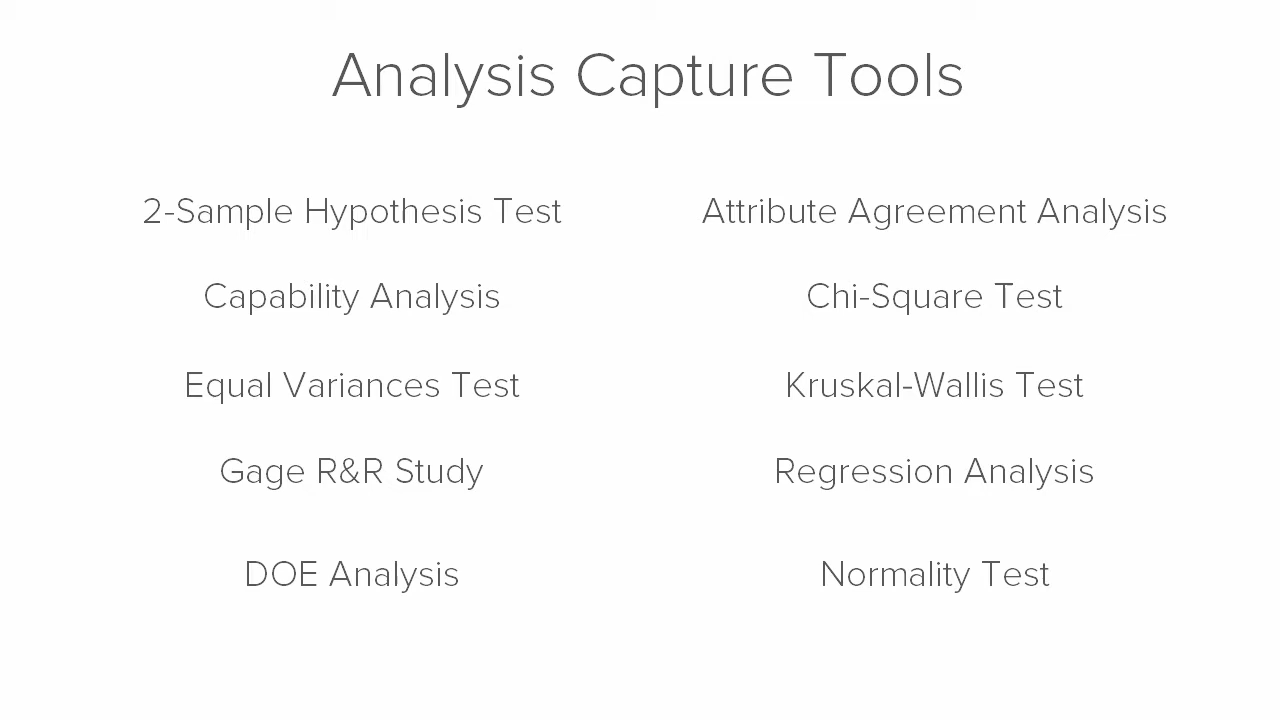 Analysis Capture Tools
2-Sample Hypothesis Test
Attribute Agreement Analysis
Capability Analysis
Chi-Square Test
Equal Variances Test
Kruskal-Wallis Test
Gage R&R Study
Regression Analysis
DOE Analysis
Normality Test